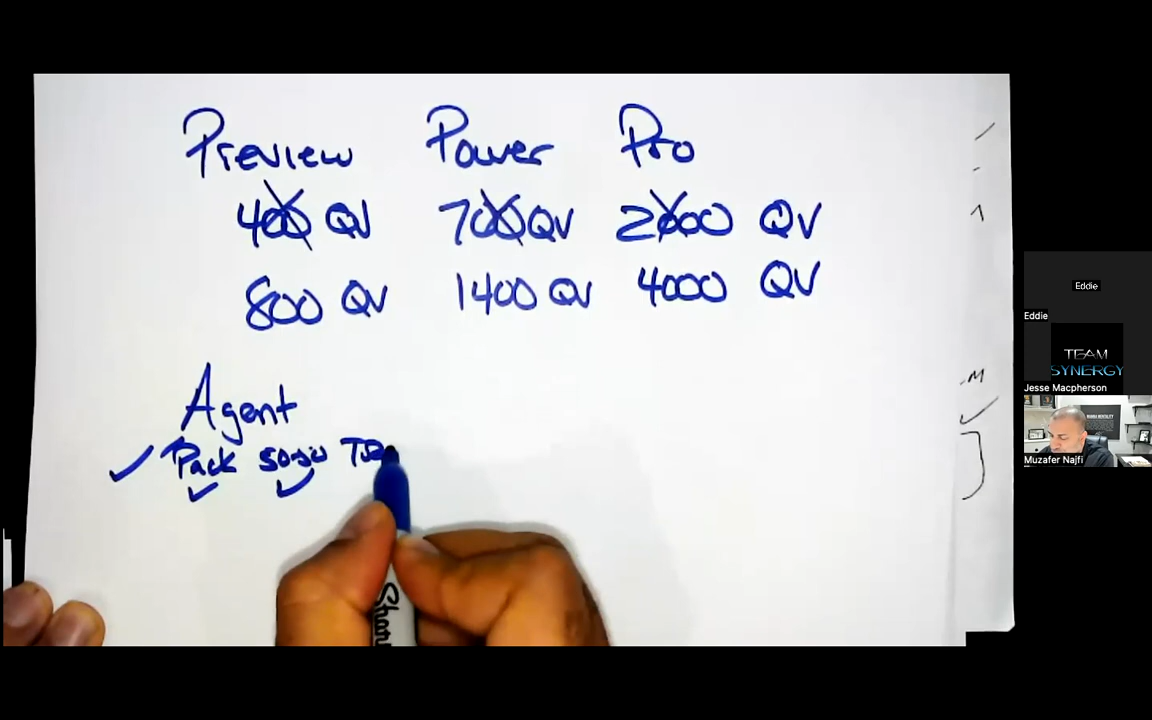 Preview Power Pro
400 QV 700 QV 2000 QV
800 QV 1400 QV 4000 QV
Agent
Pack
Shar
Eddie
Eddie
TEAM
SYNERGY
Jesse Macpherson
Muzafer Najfi